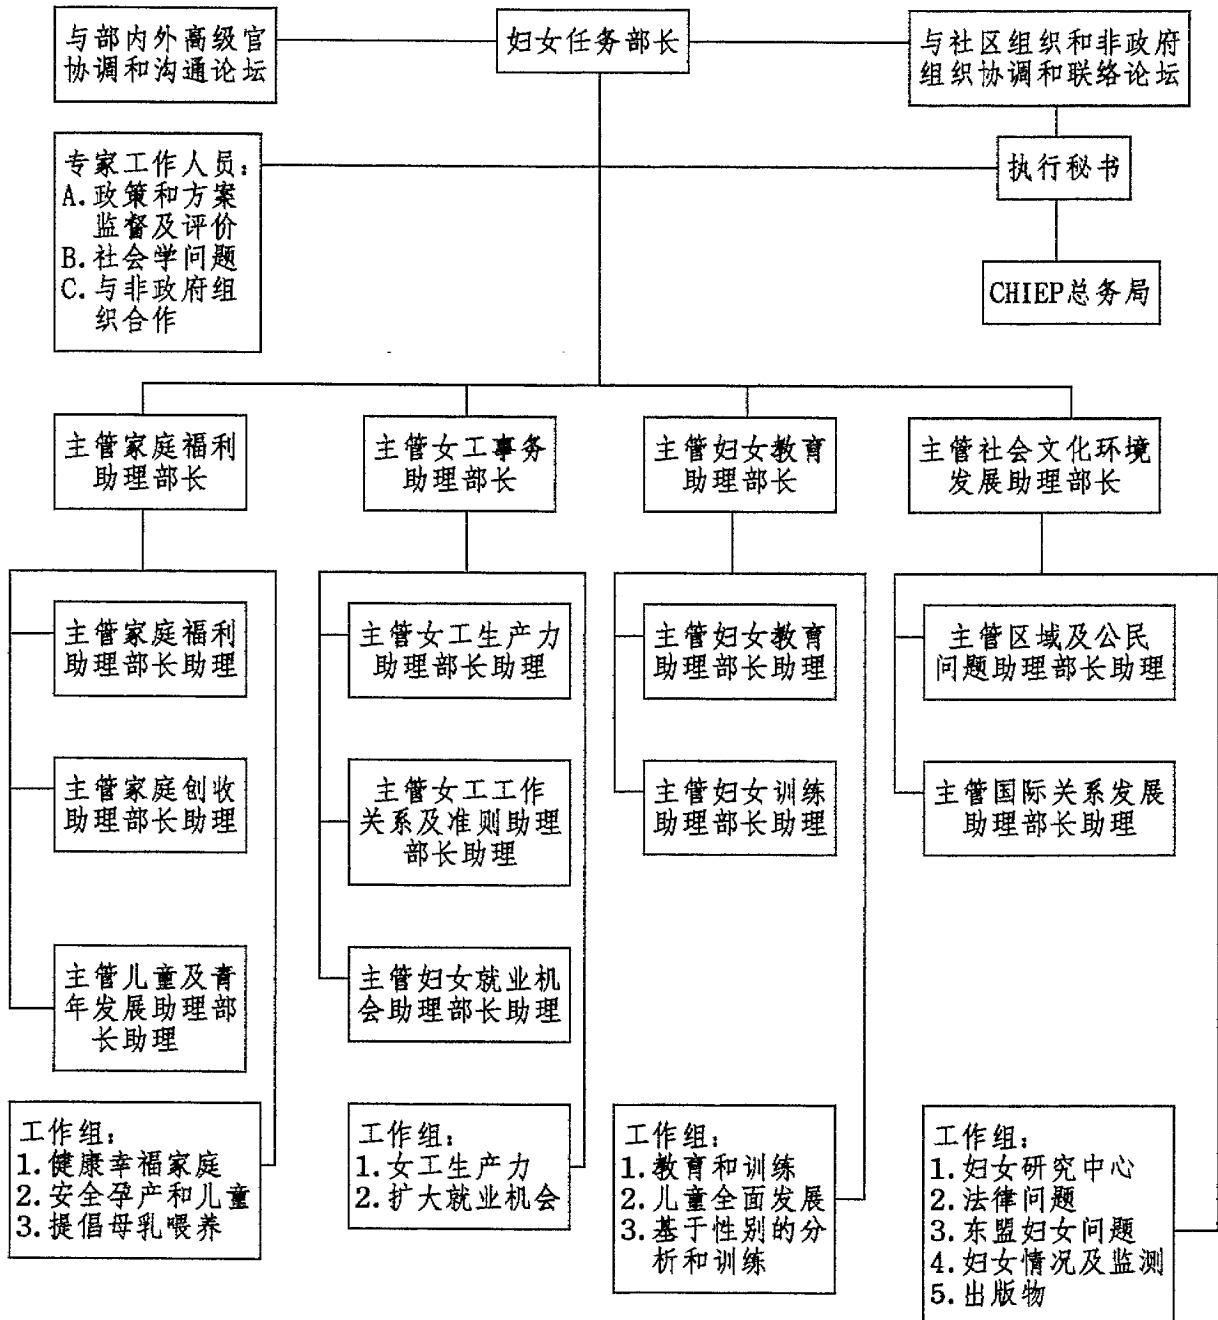 与部内外高级官
协调和沟通论坛
妇女任务部长
与社区组织和非政府
组织协调和联络论坛
专家工作人员：
A.政策和方案
监督及评价
B.社会学问题
C.与非政府组
织合作
执行秘书
CHIEP总务局
主管家庭福利
助理部长
主管女工事务
助理部长
主管妇女教育
助理部长
主管社会文化环境
发展助理部长
主管家庭福利
助理部长助理
主管家庭创收
助理部长助理
主管儿童及青
年发展助理部
长助理
工作组：
1.健康幸福家庭
2.安全孕产和儿童
3.提倡母乳喂养
主管女工生产力
助理部长助理
主管女工工作
关系及准则助理
部长助理
主管妇女就业机
会助理部长助理
工作组：
1.女工生产力
2.扩大就业机会
主管妇女教育
助理部长助理
主管妇女训练
助理部长助理
工作组：
1.教育和训练
2.儿童全面发展
3.基于性别的分
析和训练
主管区域及公民
问题助理部长助理
主管国际关系发展
助理部长助理
工作组：
1.妇女研究中心
2.法律问题
3.东盟妇女问题
4.妇女情况及监测
5.出版物